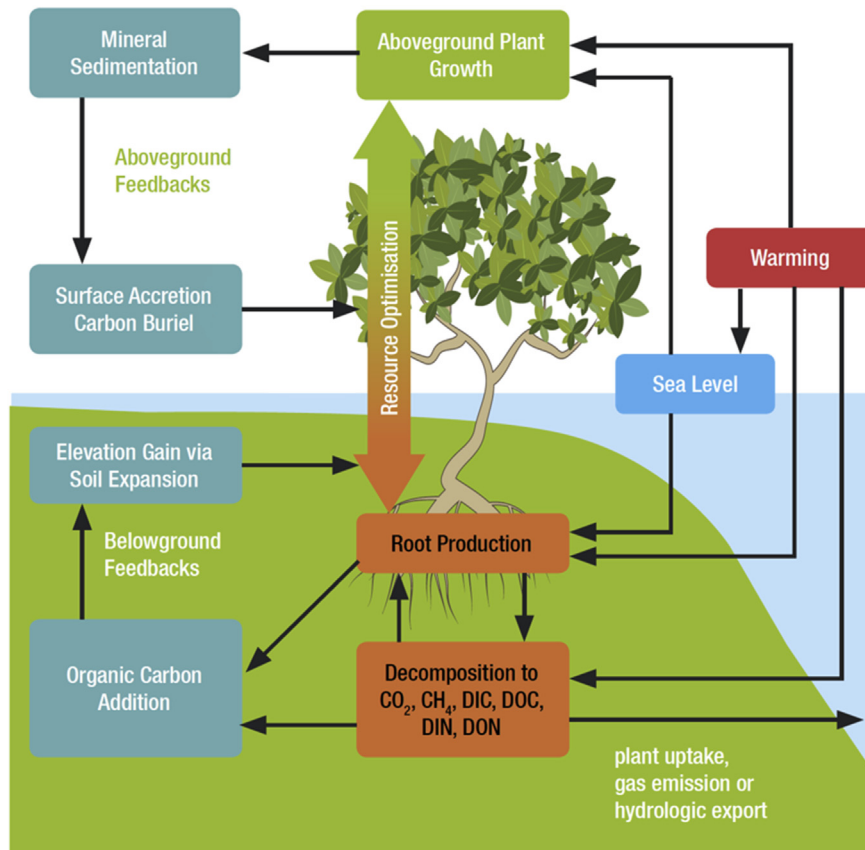 Mineral
Sedimentation
Aboveground Plant
Growth
Aboveground
Feedbacks
Surface Accretion
Carbon Buriel
Resource Optimisation
Warming
Sea Level
Elevation Gain via
Soil Expansion
Belowground
Feedbacks
Root Production
Organic Carbon
Addition
Decomposition to
CO₂, CH₄, DIC, DOC,
DIN, DON
plant uptake,
gas emission or
hydrologic export